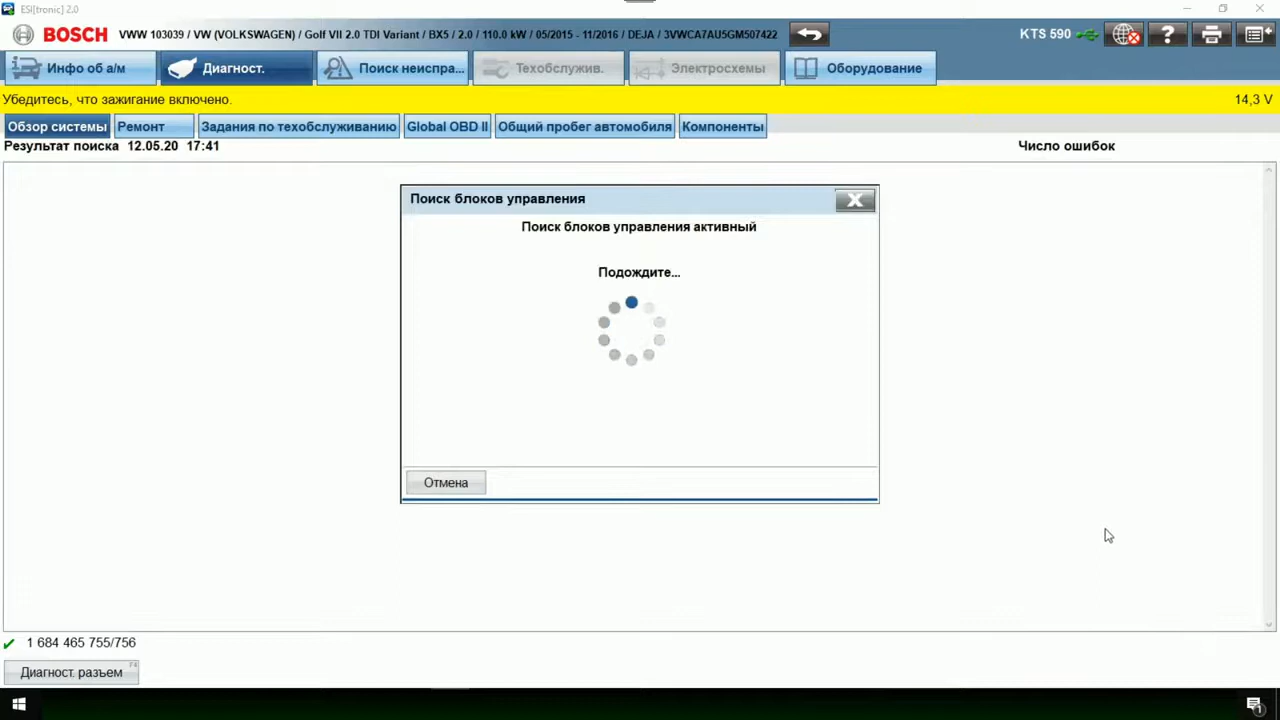 ESI[tronic] 2.0
BOSCH VWW 103039 / VW (VOLKSWAGEN) / Golf VII 2.0 TDI Variant / BX5 / 2.0 / 110.0 kW / 05/2015 - 11/2016 / DEJA / 3VWCA7AU5GM507422 KTS 590 ?
Инфо об а/м Диагност. Поиск неиспра... Техобслужив. Электросхемы Оборудование
Убедитесь, что зажигание включено. 14,3 V
Обзор системы Ремонт Задания по техобслуживанию Global OBD II Общий пробег автомобиля Компоненты
Результат поиска 12.05.20 17:41 Число ошибок
Поиск блоков управления X
Поиск блоков управления активный
Подождите...
Отмена
1 684 465 755/756
Диагност. разъем F4
1